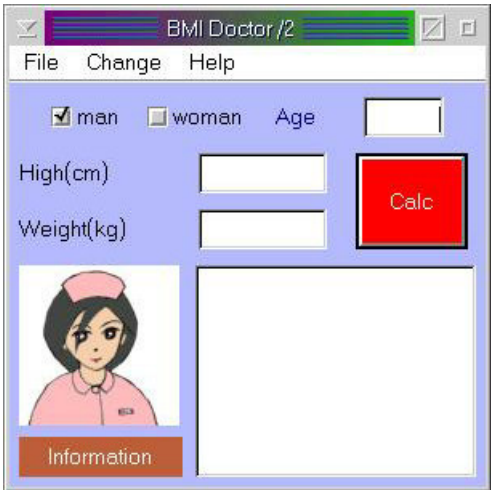 BMI Doctor /2
File Change Help
man woman Age
High(cm)
Calc
Weight(kg)
Information